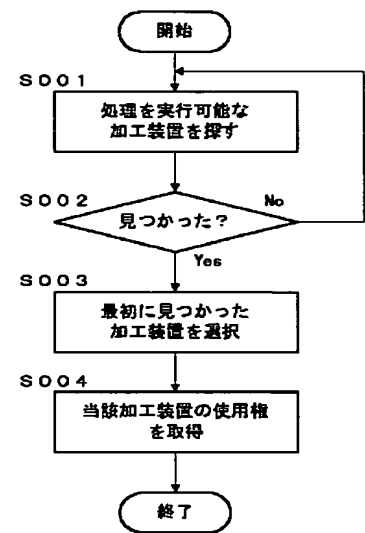 開始
S001
処理を実行可能な
加工装置を探す
S002
見つかった?
No
Yes
S003
最初に見つかった
加工装置を選択
S004
当該加工装置の使用権
を取得
終了